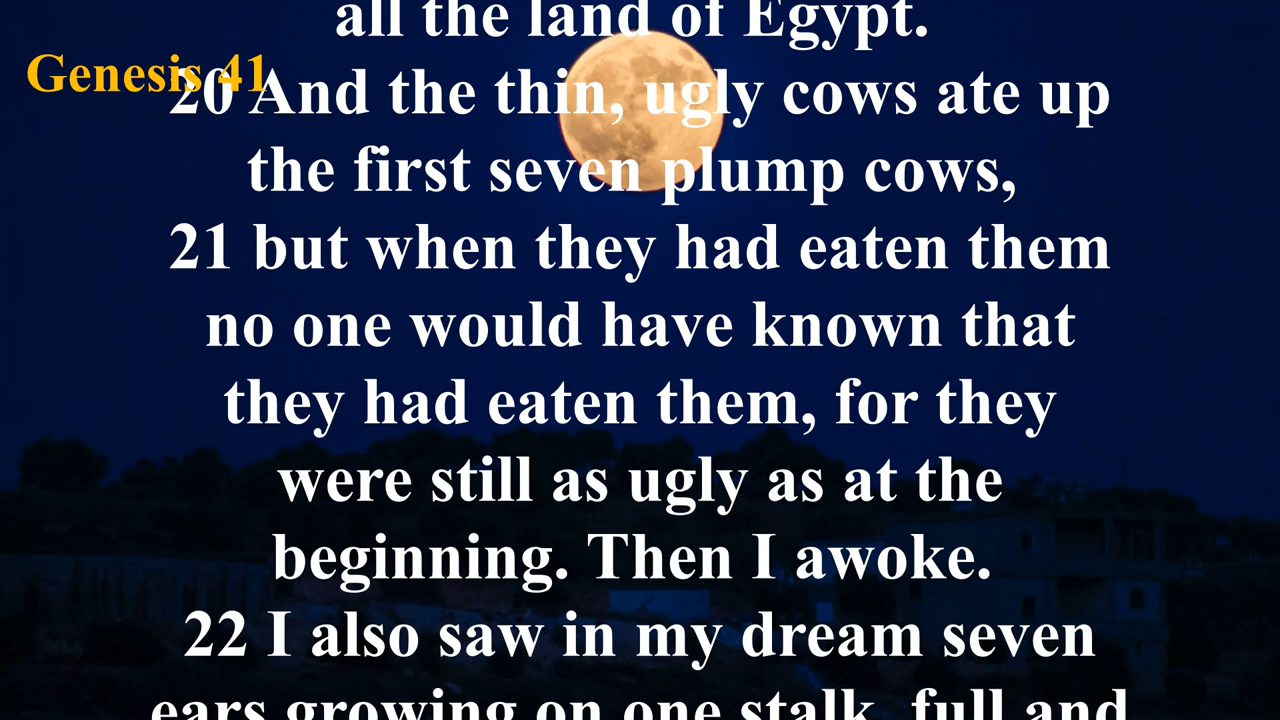 all the land of Egypt.
Genesis 41
20 And the thin, ugly cows ate up
the first seven plump cows,
21 but when they had eaten them
no one would have known that
they had eaten them, for they
were still as ugly as at the
beginning. Then I awoke.
22 I also saw in my dream seven
ears growing on one stalk, full and